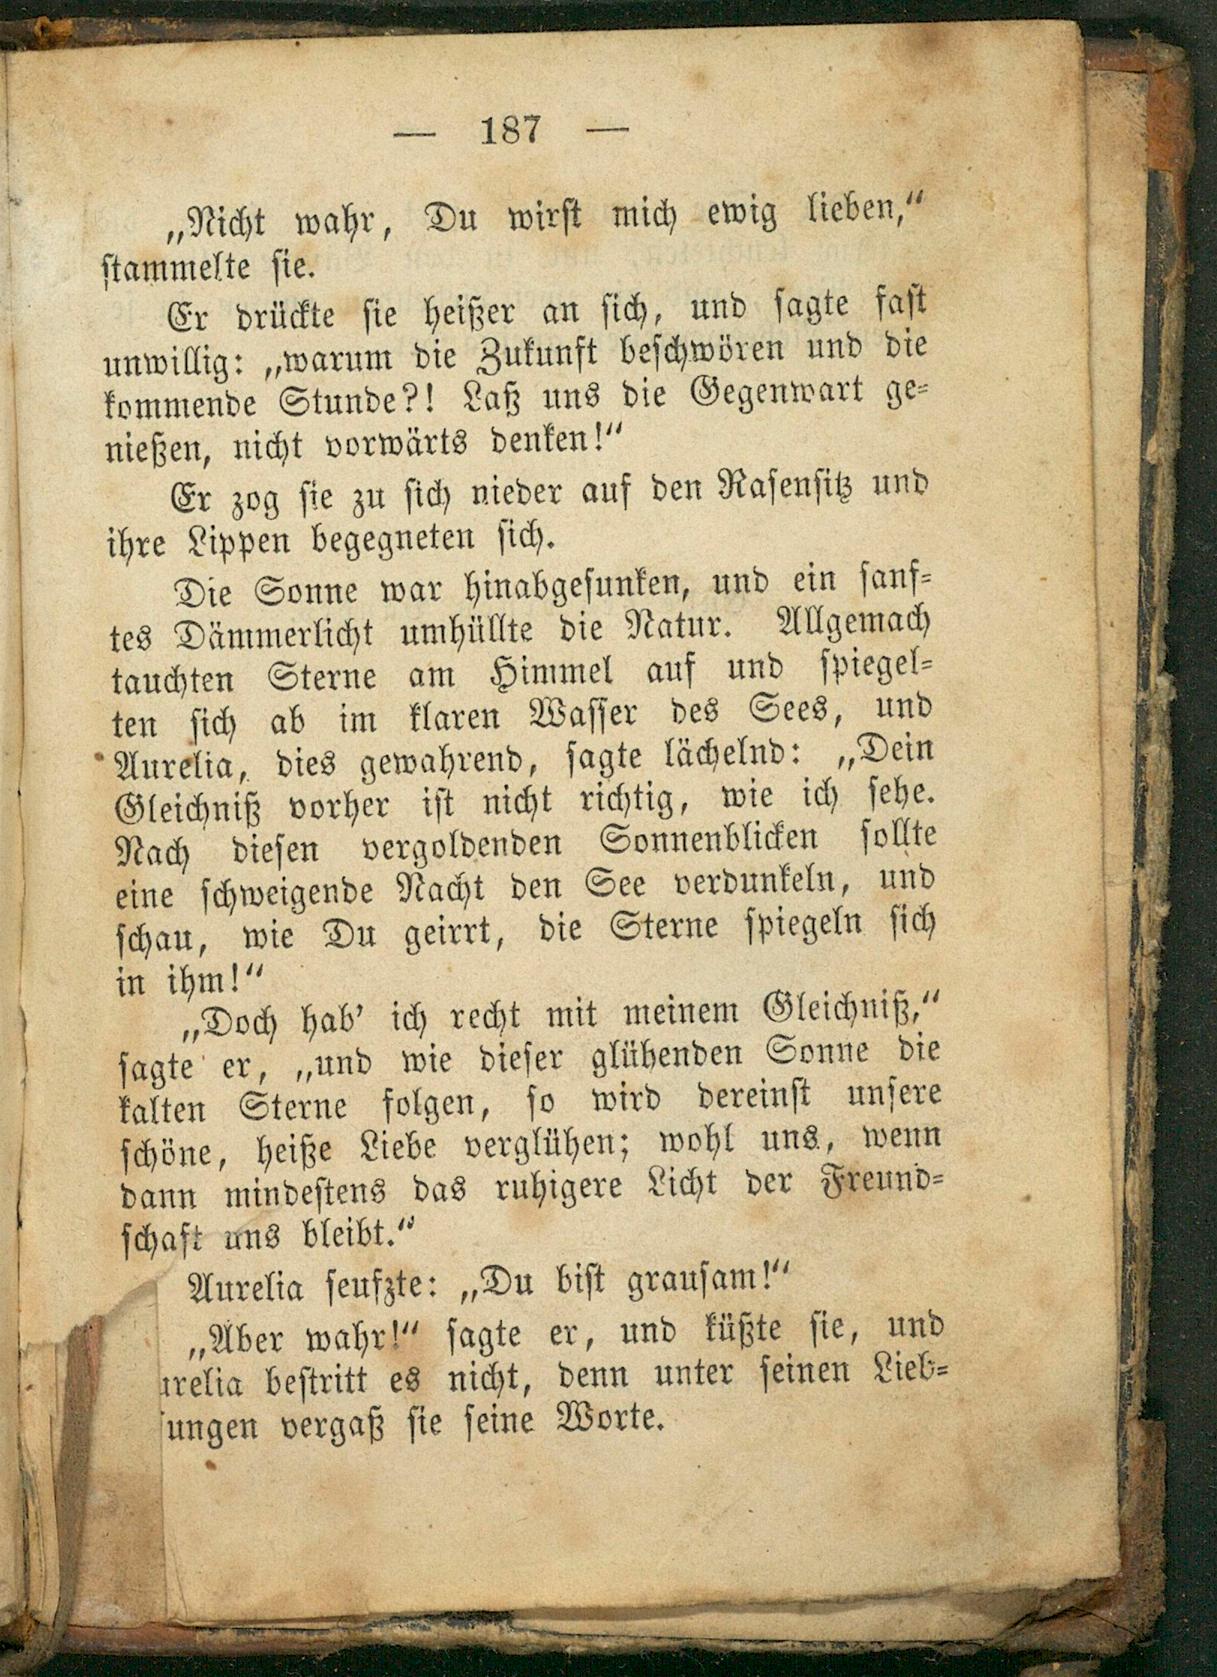 — 187 —
„Nicht wahr, Du wirst mich ewig lieben,“
stammelte sie.
Er drückte sie heißer an sich, und sagte fast
unwillig: „warum die Zukunft beschwören und die
kommende Stunde?! Laß uns die Gegenwart ge-
nießen, nicht vorwärts denken!“
Er zog sie zu sich nieder auf den Rasensitz und
ihre Lippen begegneten sich.
Die Sonne war hinabgesunken, und ein sanf-
tes Dämmerlicht umhüllte die Natur. Allgemach
tauchten Sterne am Himmel auf und spiegel-
ten sich ab im klaren Wasser des Sees, und
Aurelia, dies gewahrend, sagte lächelnd: „Dein
Gleichniß vorher ist nicht richtig, wie ich sehe.
Nach diesen vergoldenden Sonnenblicken sollte
eine schweigende Nacht den See verdunkeln, und
schau, wie Du geirrt, die Sterne spiegeln sich
in ihm!“
„Doch hab’ ich recht mit meinem Gleichniß,“
sagte er, „und wie dieser glühenden Sonne die
kalten Sterne folgen, so wird dereinst unsere
schöne, heiße Liebe verglühen; wohl uns, wenn
dann mindestens das ruhigere Licht der Freund-
schaft uns bleibt.“
Aurelia seufzte: „Du bist grausam!“
„Aber wahr!“ sagte er, und küßte sie, und
urelia bestritt es nicht, denn unter seinen Lieb-
ungen vergaß sie seine Worte.